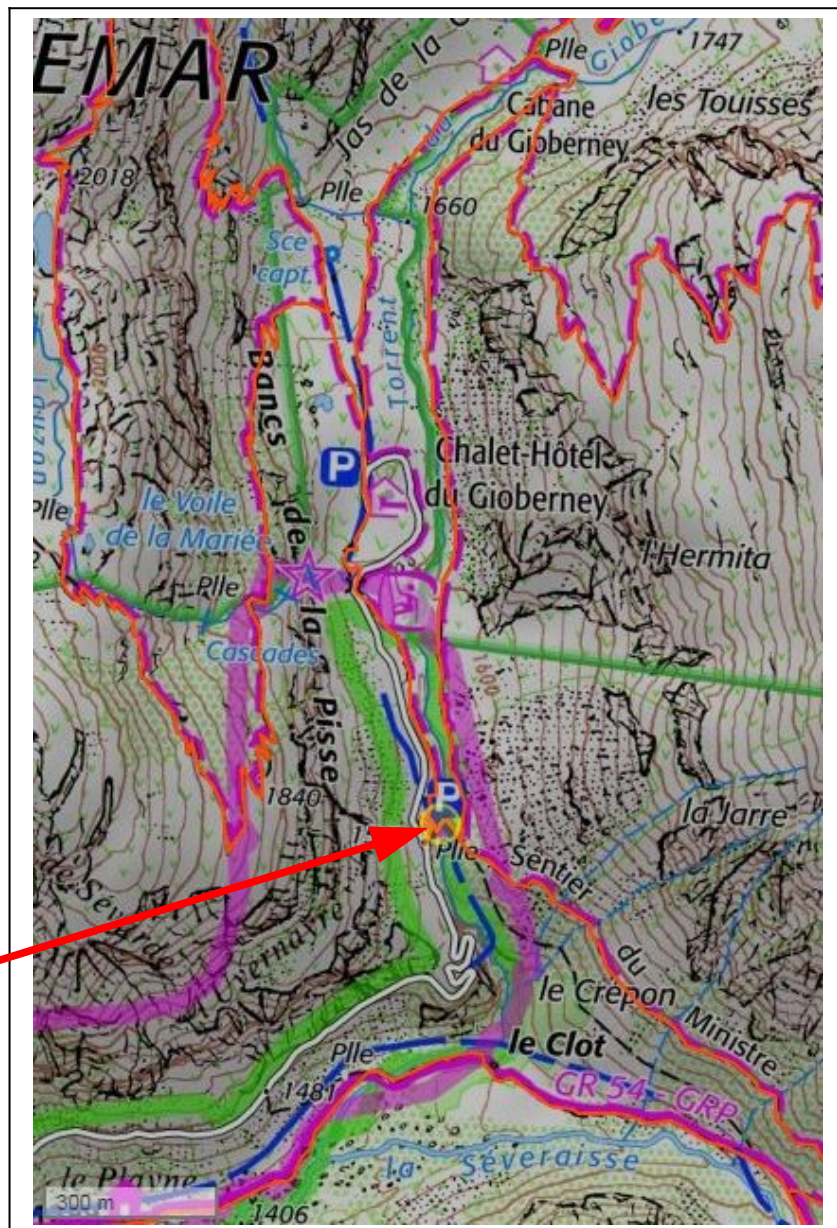 EMAR
Plle
Giobe
1747
Jas de la
Cabane
du Gioberney
les Touisses
2018
Plle
1660
Sce
capt.
2006
Torrent
Bancs de la Pisse
P
Chalet-Hôtel
du Gioberney
le Voile
de la Mariée
Plle
Plle
l'Hermita
Cascades
1600
1840
P
la Jarre
Plle
Sentier du Ministre
le Crépon
le Clot
Plle
1481
GR 54 - GRP
la Séveraisse
le Playne
300 m
1406